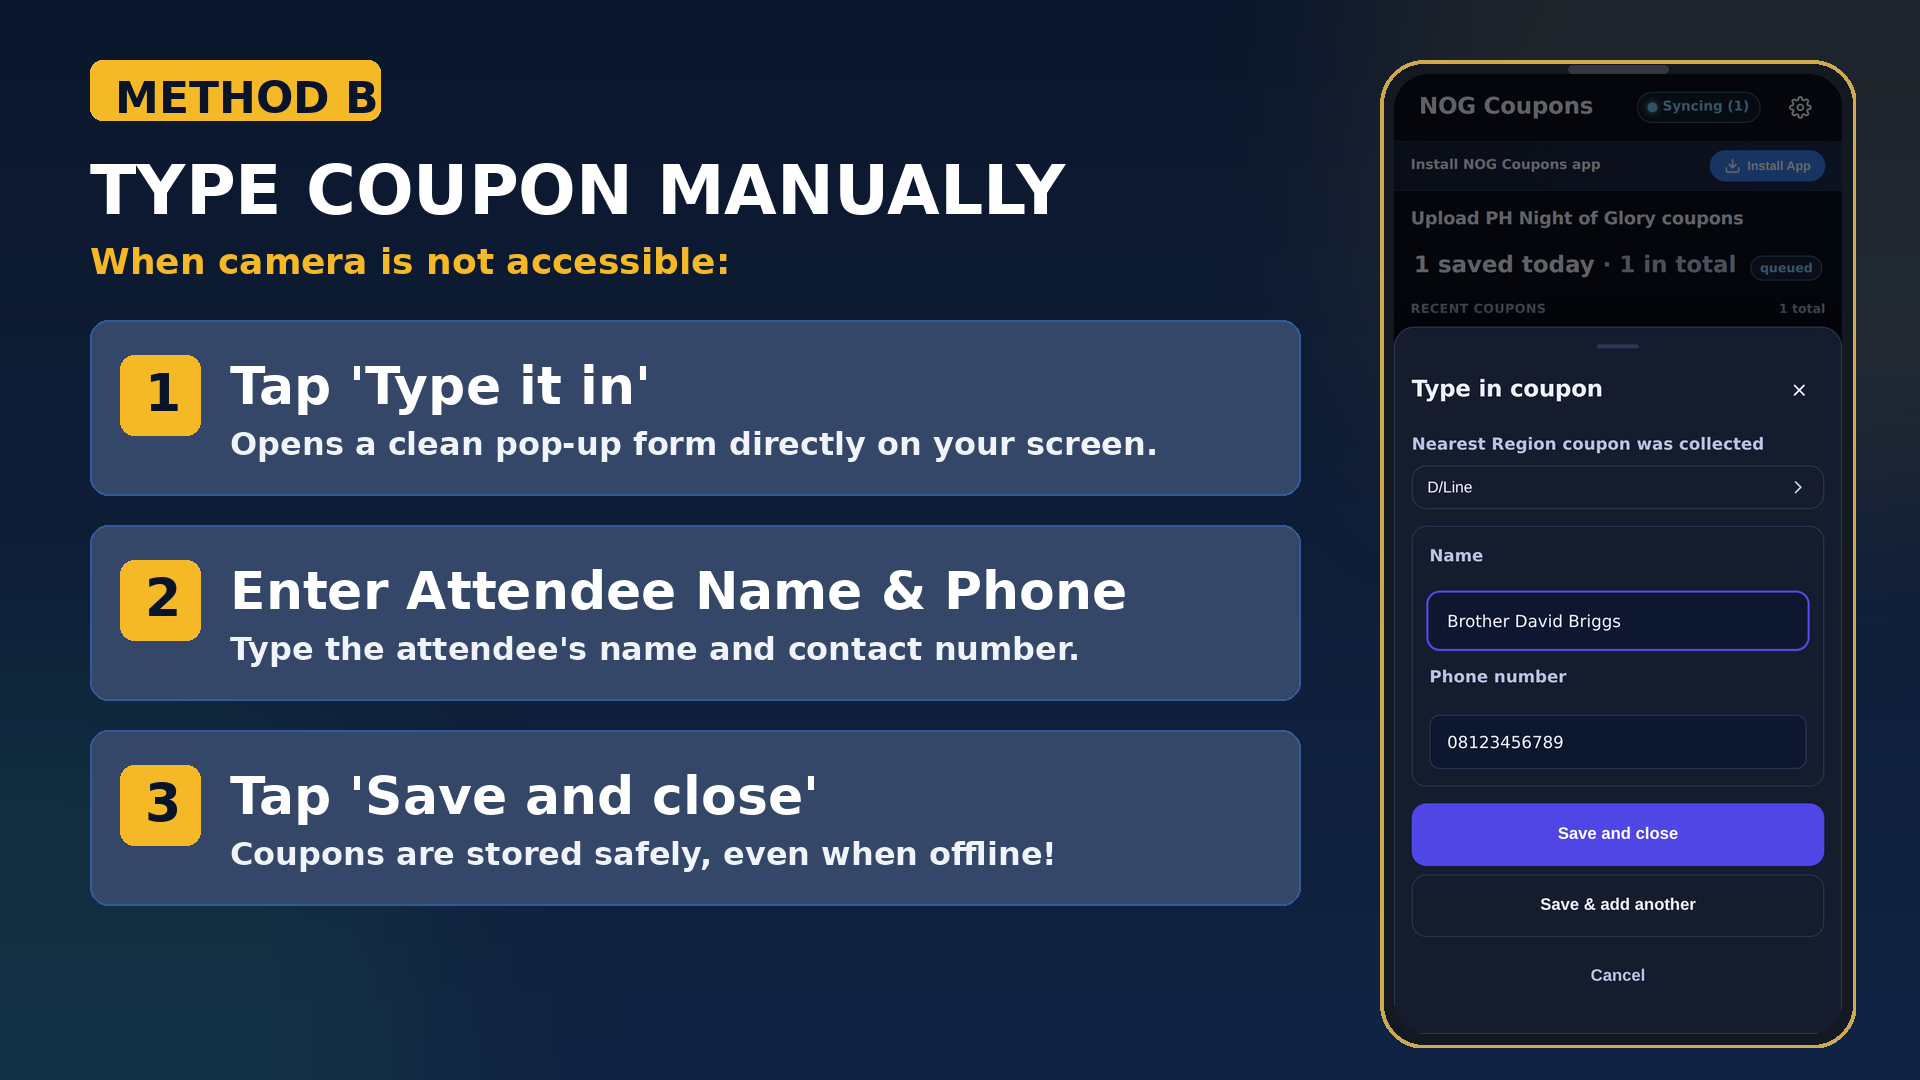 METHOD B
TYPE COUPON MANUALLY
When camera is not accessible:
1
Tap 'Type it in'
Opens a clean pop-up form directly on your screen.
2
Enter Attendee Name & Phone
Type the attendee's name and contact number.
3
Tap 'Save and close'
Coupons are stored safely, even when offline!
NOG Coupons
Syncing (1)
Install NOG Coupons app
Install App
Upload PH Night of Glory coupons
1 saved today · 1 in total
queued
RECENT COUPONS
1 total
Type in coupon
×
Nearest Region coupon was collected
D/Line
Name
Brother David Briggs
Phone number
08123456789
Save and close
Save & add another
Cancel